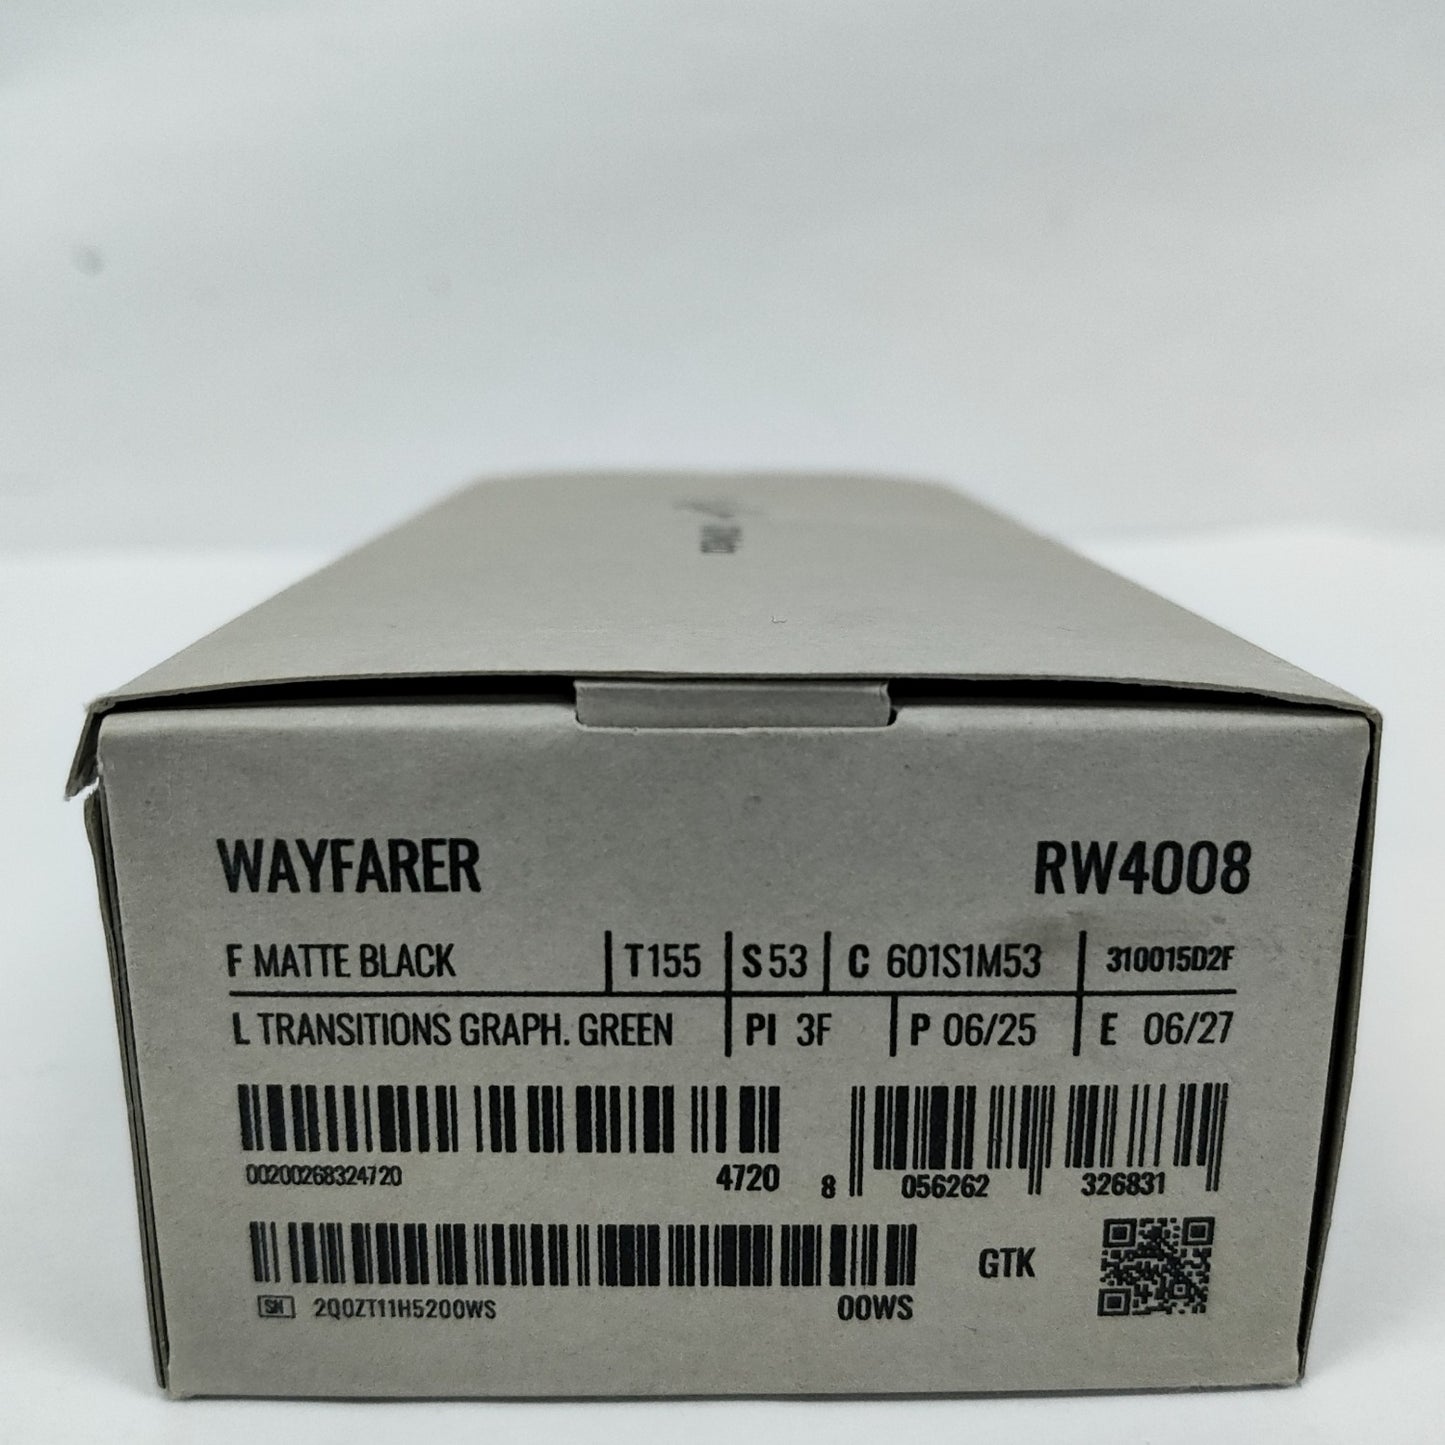 WAYFARER RW4008
F MATTE BLACK T155 S 53 C 601S1M53 310015D2F
L TRANSITIONS GRAPH. GREEN PI 3F P 06/25 E 06/27
00200268324720 4720 8 056262 326831
SN 2Q0ZT11H5200WS 00WS GTK